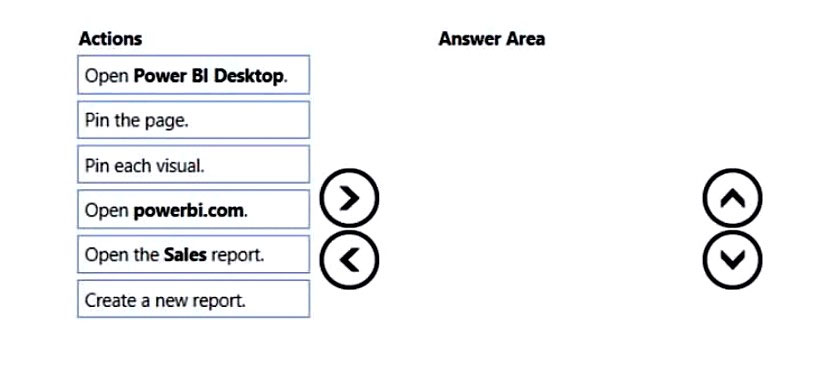 Actions
Answer Area
Open Power BI Desktop.
Pin the page.
Pin each visual.
Open powerbi.com.
Open the Sales report.
Create a new report.